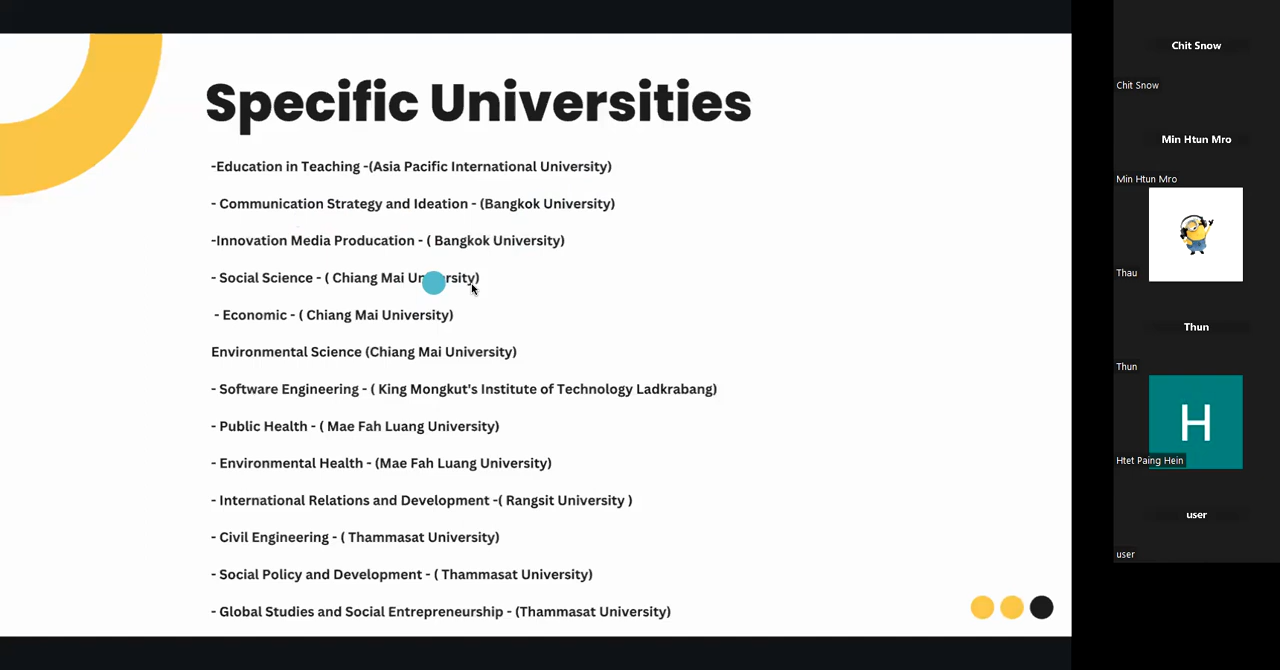 Specific Universities
-Education in Teaching -(Asia Pacific International University)
- Communication Strategy and Ideation - (Bangkok University)
-Innovation Media Producation - ( Bangkok University)
- Social Science - ( Chiang Mai
- Economic - ( Chiang Mai University)
Environmental Science (Chiang Mai University)
- Software Engineering - ( King Mongkut's Institute of Technology Ladkrabang)
- Public Health - ( Mae Fah Luang University)
- Environmental Health - (Mae Fah Luang University)
- International Relations and Development -( Rangsit University )
- Civil Engineering - ( Thammasat University)
- Social Policy and Development - ( Thammasat University)
- Global Studies and Social Entrepreneurship - (Thammasat University)
Chit Snow
Chit Snow
Min Htun Mro
Min Htun Mro
Thau
Thun
Thun
H
Htet Paing Hein
user
user